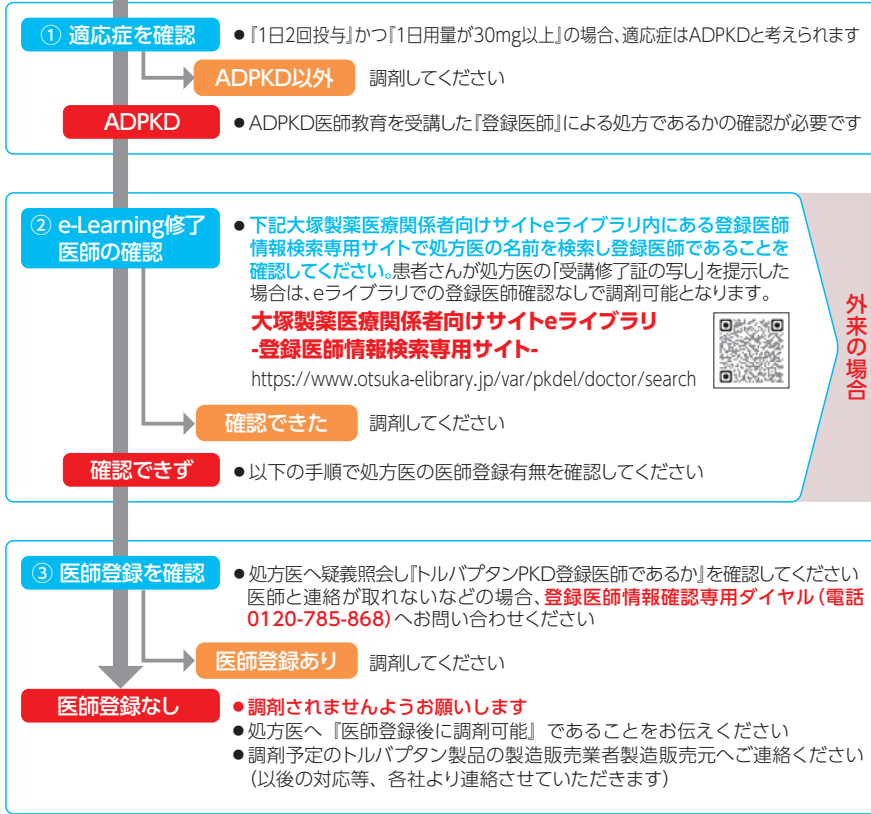 ① 適応症を確認
●『1日2回投与』かつ『1日用量が30mg以上』の場合、適応症はADPKDと考えられます
ADPKD以外
調剤してください
ADPKD
●ADPKD医師教育を受講した『登録医師』による処方であるかの確認が必要です
② e-Learning修了
医師の確認
●下記大塚製薬医療関係者向けサイトeライブラリ内にある登録医師
情報検索専用サイトで処方医の名前を検索し登録医師であることを
確認してください。患者さんが処方医の「受講修了証の写し」を提示した
場合は、eライブラリでの登録医師確認なしで調剤可能となります。
大塚製薬医療関係者向けサイトeライブラリ
-登録医師情報検索専用サイト-
https://www.otsuka-elibrary.jp/var/pkdel/doctor/search
外来の場合
確認できた
調剤してください
確認できず
●以下の手順で処方医の医師登録有無を確認してください
③ 医師登録を確認
●処方医へ疑義照会し『トルバプタンPKD登録医師であるか』を確認してください
医師と連絡が取れないなどの場合、登録医師情報確認専用ダイヤル(電話
0120-785-868)へお問い合わせください
医師登録あり
調剤してください
医師登録なし
●調剤されませんようお願いします
●処方医へ『医師登録後に調剤可能』であることをお伝えください
●調剤予定のトルバプタン製品の製造販売業者製造販売元へご連絡ください
(以後の対応等、各社より連絡させていただきます)